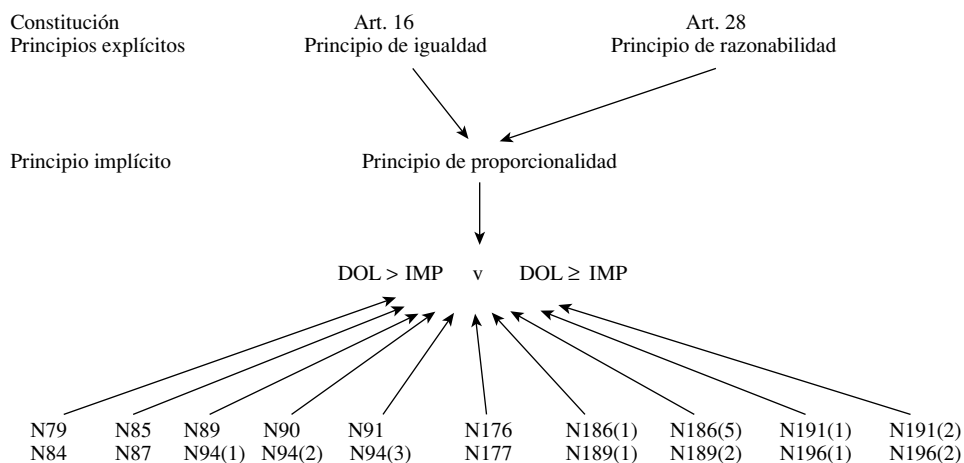 Constitución Art. 16 Art. 28
Principios explícitos Principio de igualdad Principio de razonabilidad
Principio implícito Principio de proporcionalidad
DOL > IMP v DOL ≥ IMP
N79 N85 N89 N90 N91 N176 N186(1) N186(5) N191(1) N191(2)
N84 N87 N94(1) N94(2) N94(3) N177 N189(1) N189(2) N196(1) N196(2)